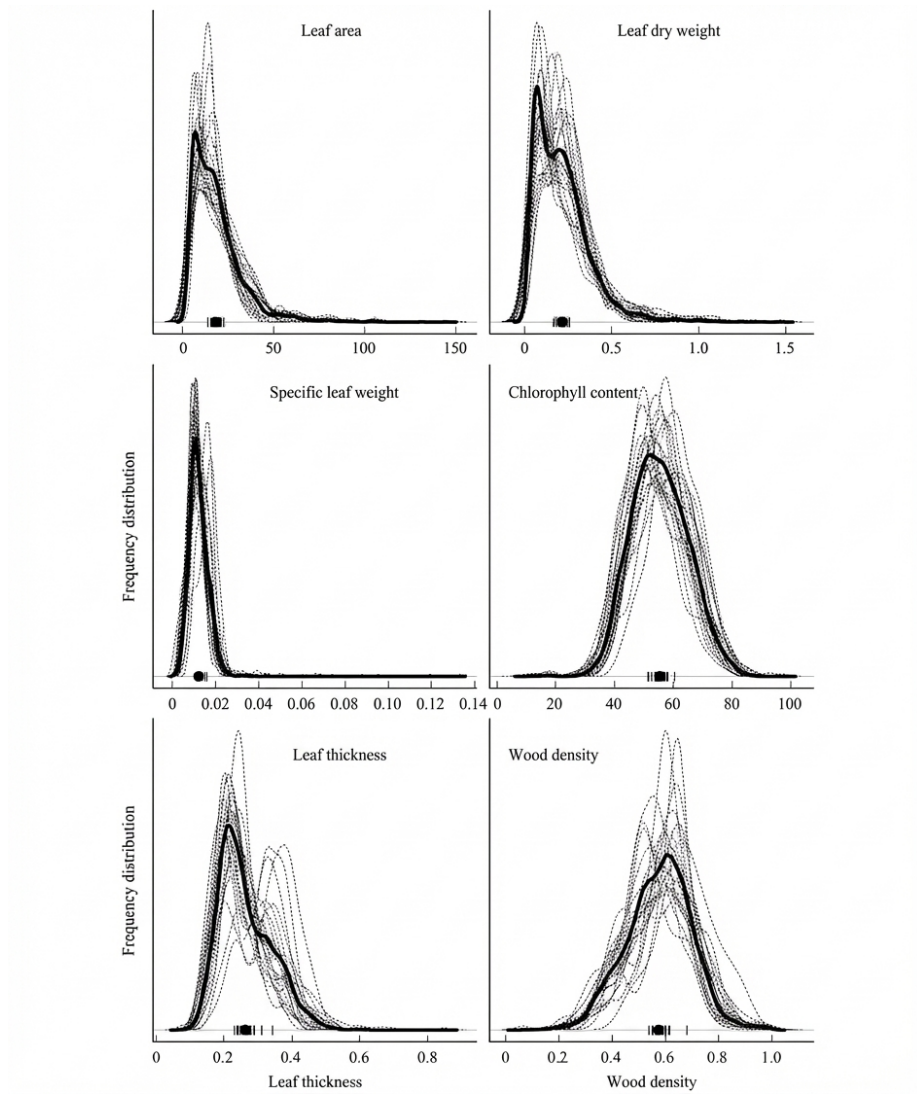 Leaf area
Leaf dry weight
0 50 100 150
0 0.5 1.0 1.5
Specific leaf weight
Chlorophyll content
Frequency distribution
0 0.02 0.04 0.06 0.08 0.10 0.12 0.14
0 20 40 60 80 100
Leaf thickness
Wood density
Frequency distribution
0 0.2 0.4 0.6 0.8
0 0.2 0.4 0.6 0.8 1.0
Leaf thickness
Wood density